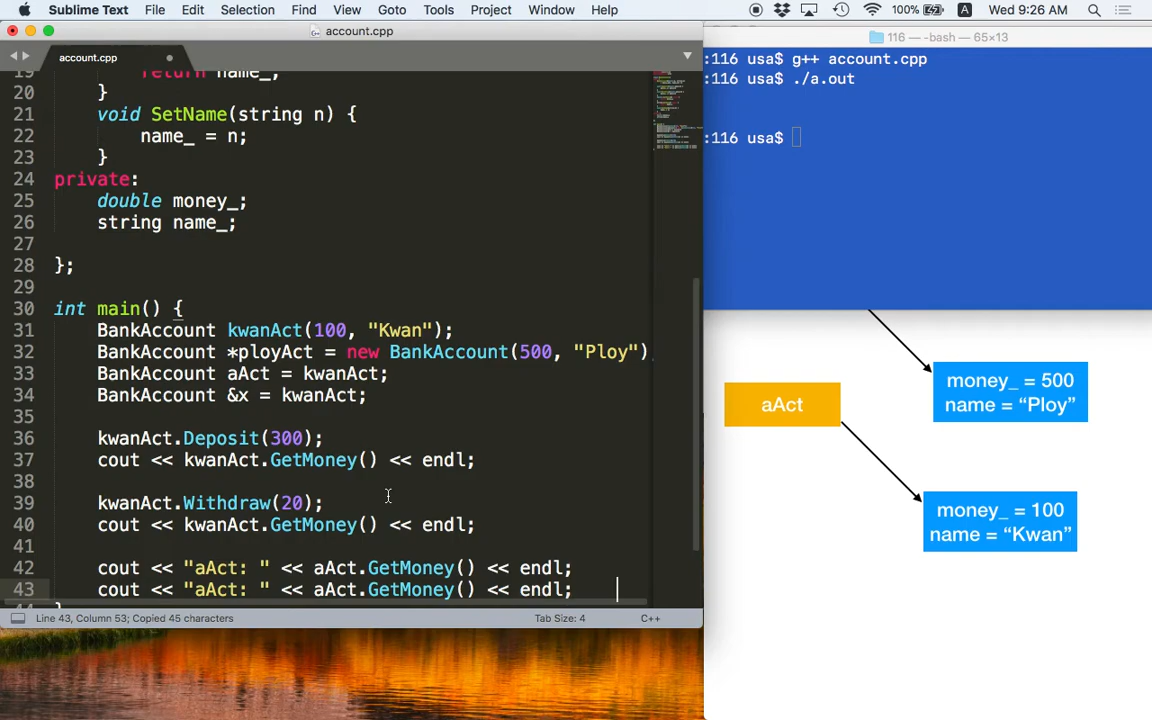 Sublime Text File Edit Selection Find View Goto Tools Project Window Help 100% A Wed 9:26 AM
account.cpp
account.cpp
19 return name_;
20 }
21 void SetName(string n) {
22 name_ = n;
23 }
24 private:
25 double money_;
26 string name_;
27
28 };
29
30 int main() {
31 BankAccount kwanAct(100, "Kwan");
32 BankAccount *ployAct = new BankAccount(500, "Ploy")
33 BankAccount aAct = kwanAct;
34 BankAccount &x = kwanAct;
35
36 kwanAct.Deposit(300);
37 cout << kwanAct.GetMoney() << endl;
38
39 kwanAct.Withdraw(20);
40 cout << kwanAct.GetMoney() << endl;
41
42 cout << "aAct: " << aAct.GetMoney() << endl;
43 cout << "aAct: " << aAct.GetMoney() << endl;
44 }
Line 43, Column 53; Copied 45 characters Tab Size: 4 C++
116 — -bash — 65×13
:116 usa$ g++ account.cpp
:116 usa$ ./a.out
:116 usa$
money_ = 500
name = “Ploy”
aAct
money_ = 100
name = “Kwan”